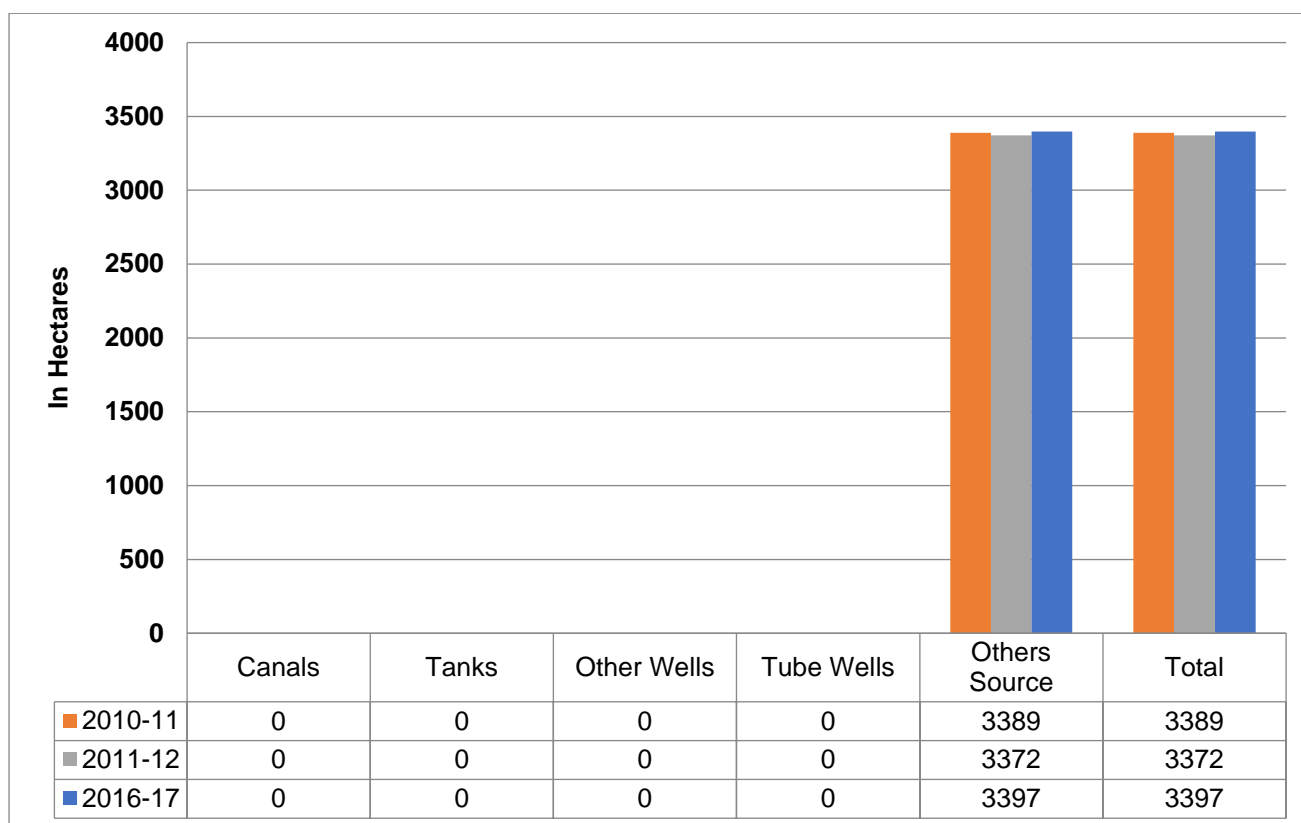 4000
3500
3000
2500
2000
1500
1000
500
0
In Hectares
Canals Tanks Other Wells Tube Wells Others Source Total
2010-11 0 0 0 0 3389 3389
2011-12 0 0 0 0 3372 3372
2016-17 0 0 0 0 3397 3397